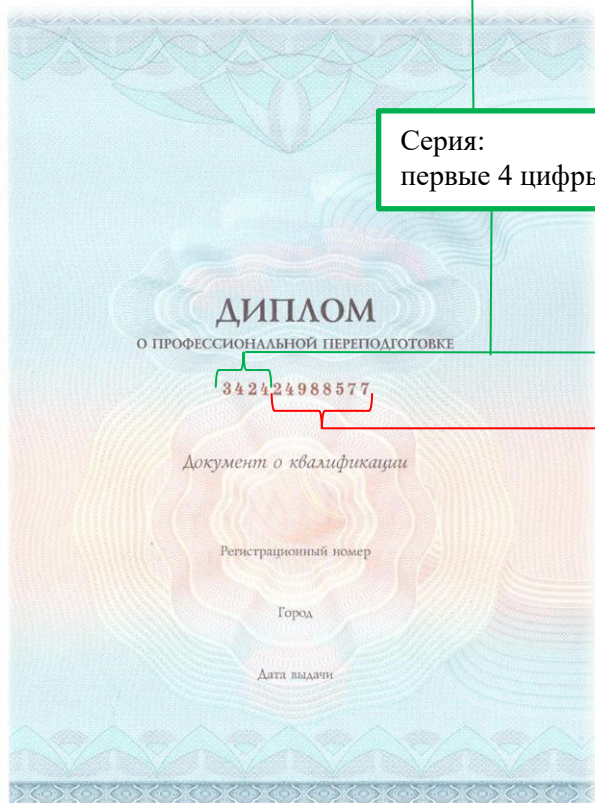 Серия:
первые 4 цифры
ДИПЛОМ
О ПРОФЕССИОНАЛЬНОЙ ПЕРЕПОДГОТОВКЕ
342424988577
Документ о квалификации
Регистрационный номер
Город
Дата выдачи